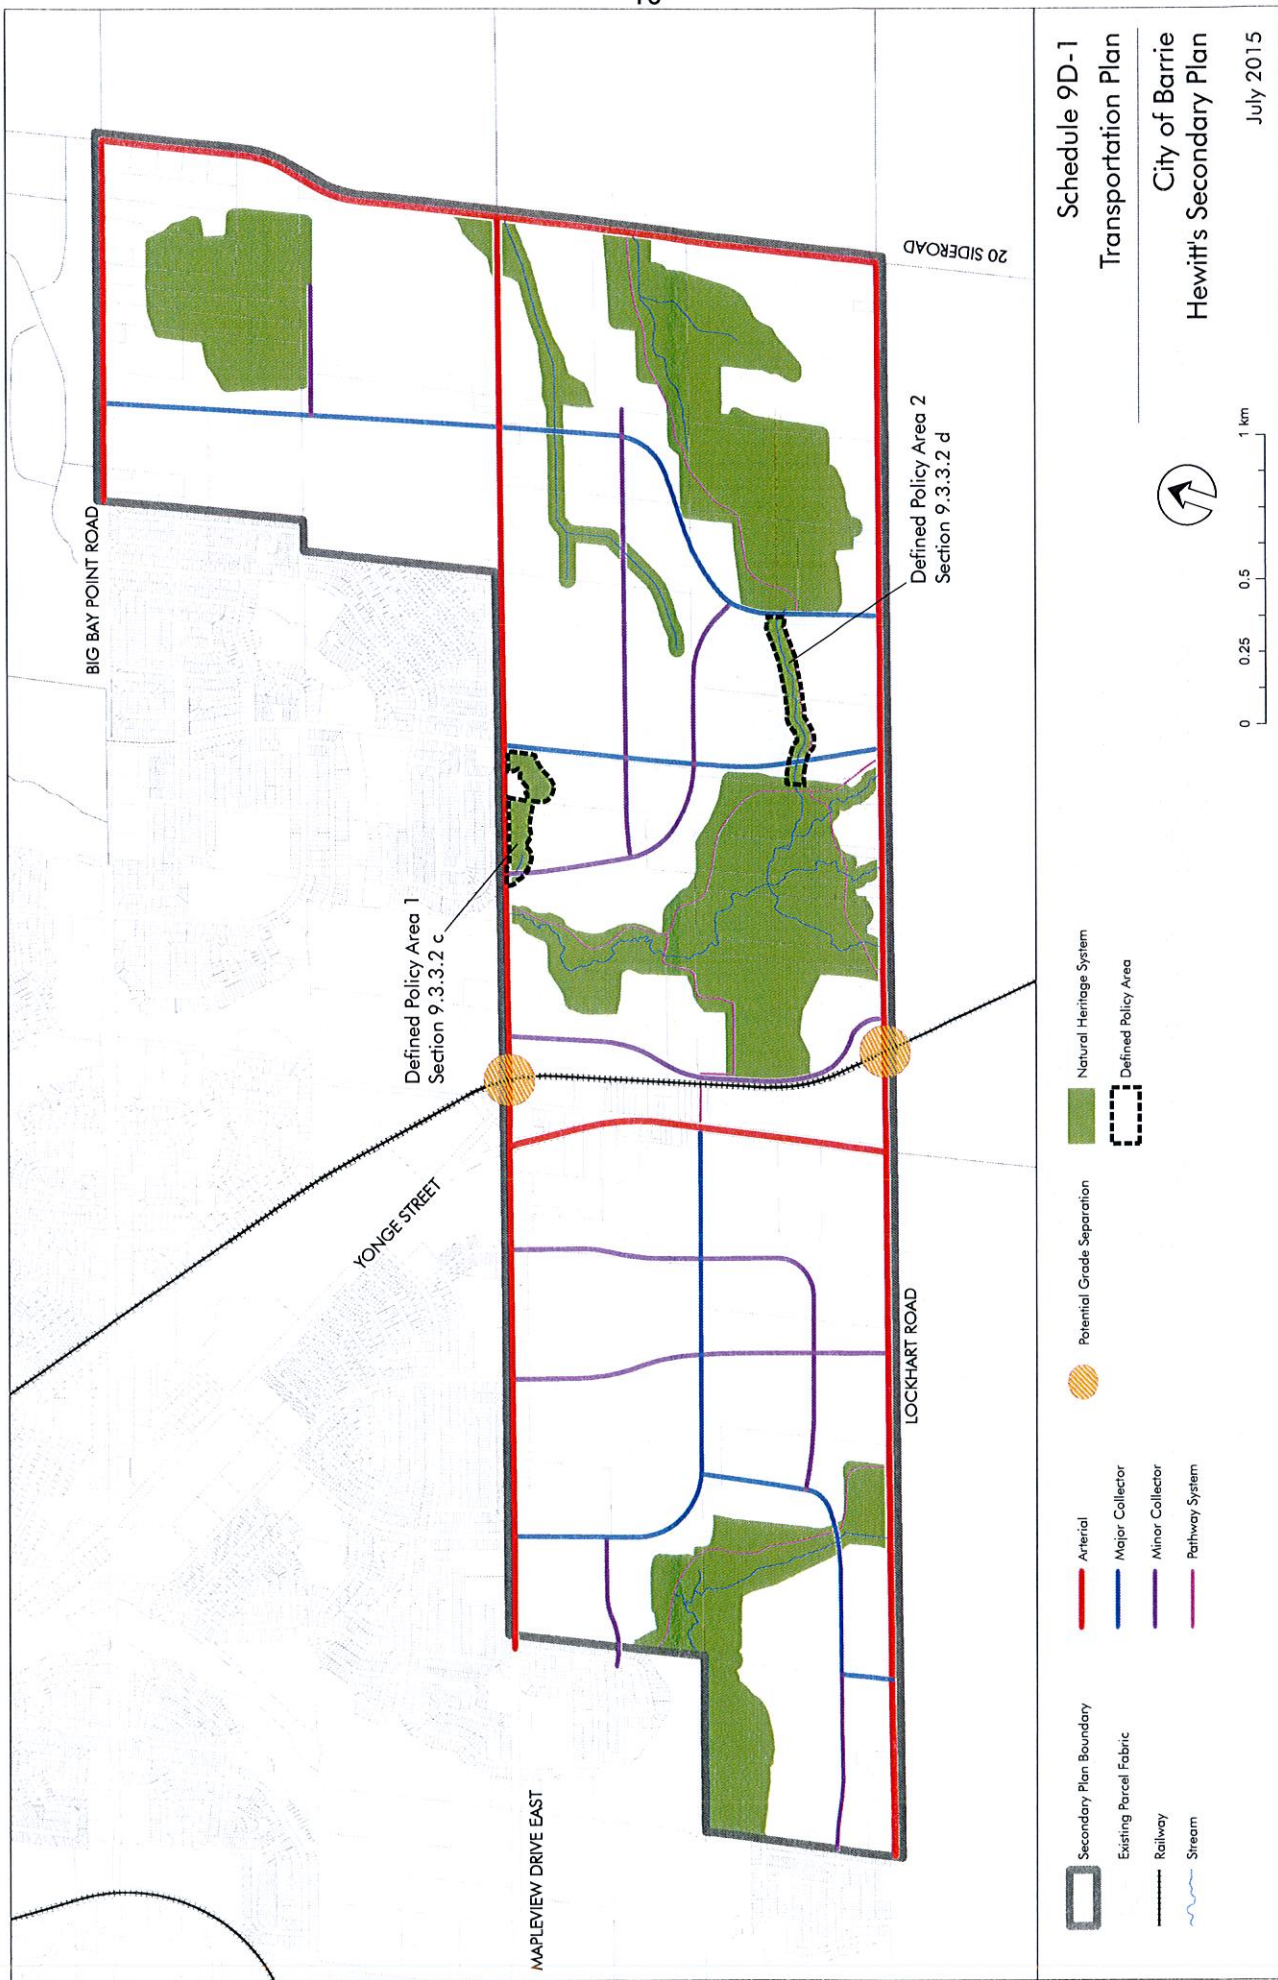 BIG BAY POINT ROAD
20 SIDEROAD
Defined Policy Area 1
Section 9.3.3.2 c
Defined Policy Area 2
Section 9.3.3.2 d
YONGE STREET
MAPLEVIEW DRIVE EAST
LOCKHART ROAD
Secondary Plan Boundary
Existing Parcel Fabric
Railway
Stream
Arterial
Major Collector
Minor Collector
Pathway System
Potential Grade Separation
Natural Heritage System
Defined Policy Area
0 0.25 0.5 1 km
Schedule 9D-1
Transportation Plan
City of Barrie
Hewitt's Secondary Plan
July 2015